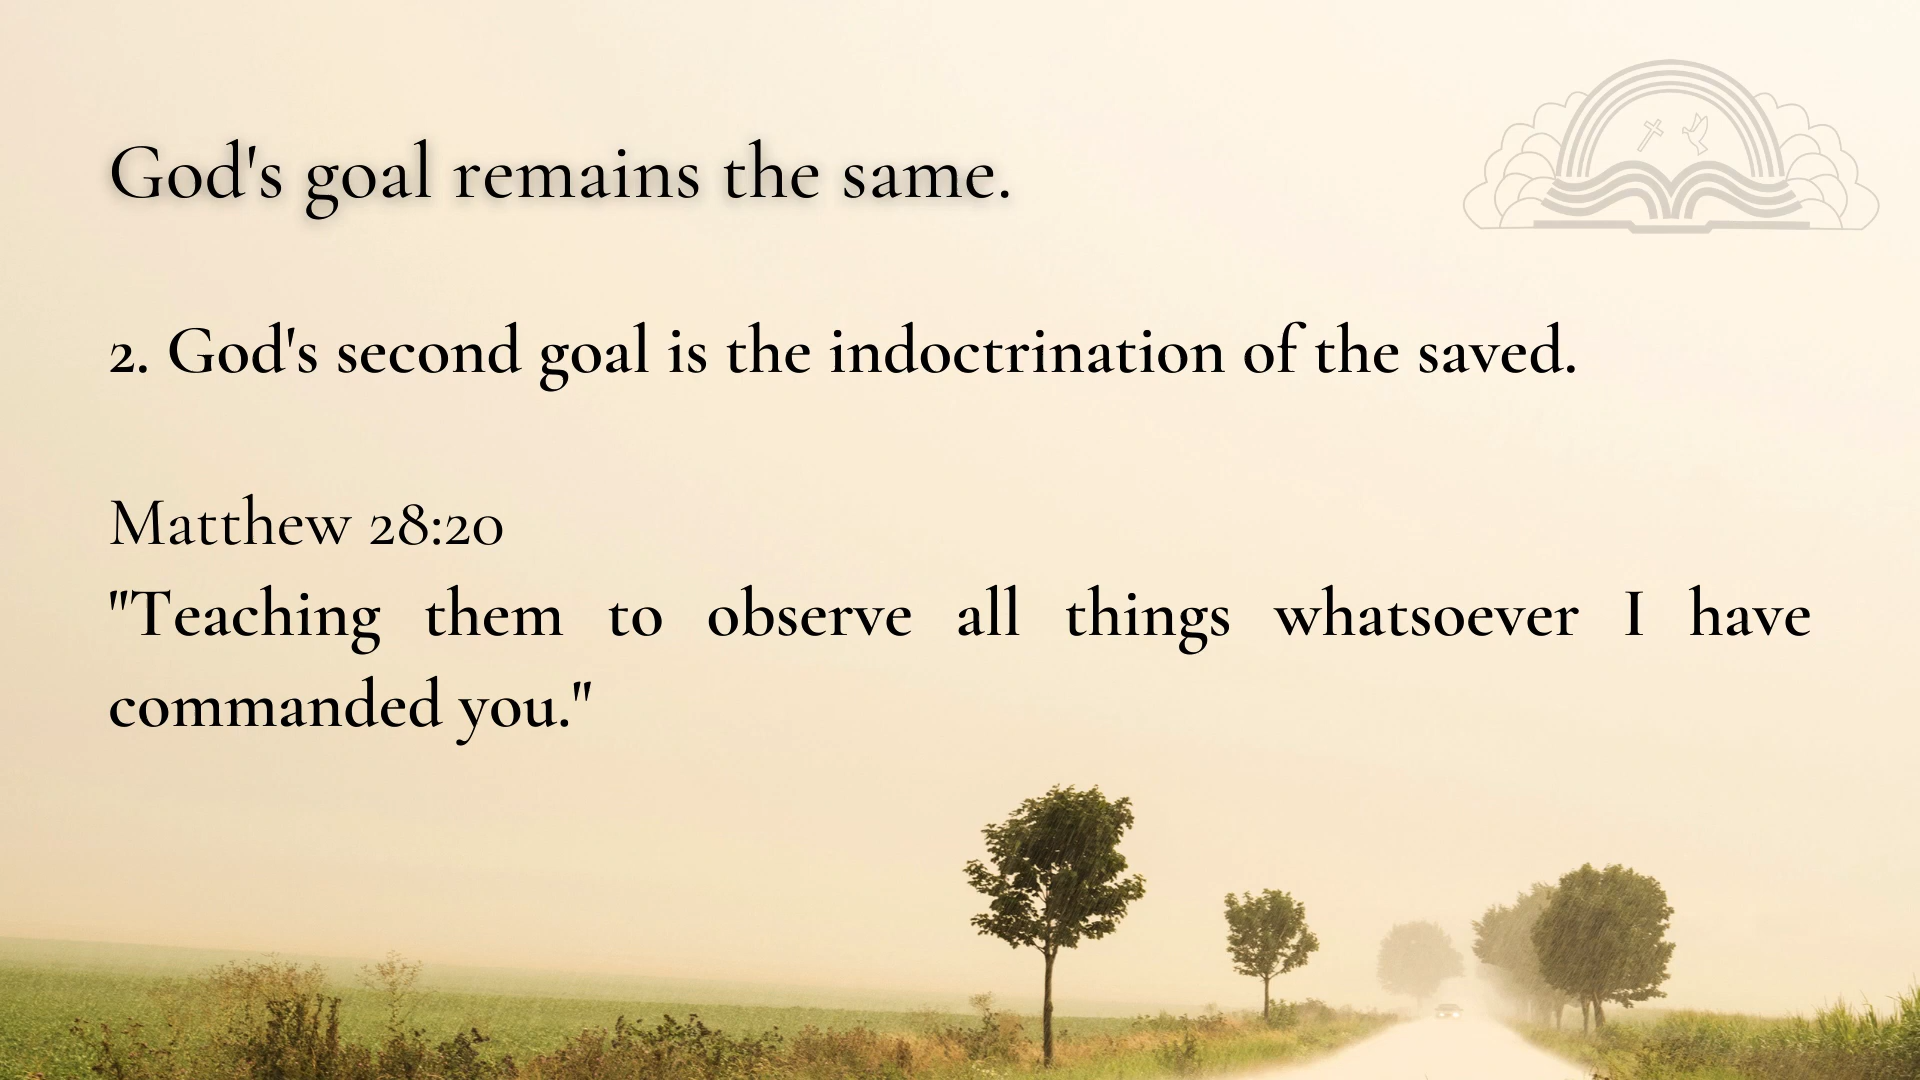 God's goal remains the same.
2. God's second goal is the indoctrination of the saved.
Matthew 28:20
"Teaching them to observe all things whatsoever I have
commanded you."